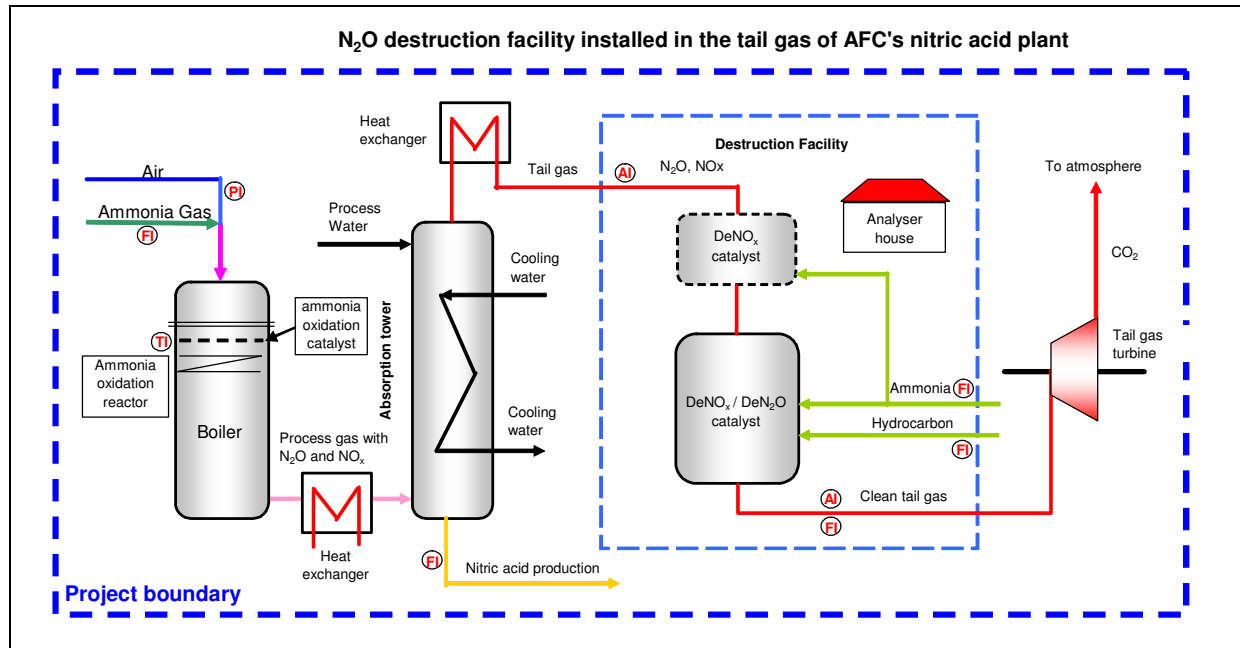 N₂O destruction facility installed in the tail gas of AFC's nitric acid plant
Heat
exchanger
Tail gas
AI
N₂O, NOx
Destruction Facility
To atmosphere
Air
PI
Ammonia Gas
FI
Process
Water
DeNOₓ
catalyst
Analyser
house
CO₂
Cooling
water
ammonia
oxidation
catalyst
TI
Ammonia
oxidation
reactor
Boiler
Absorption tower
Tail gas
turbine
Ammonia
FI
DeNOₓ / DeN₂O
catalyst
Hydrocarbon
FI
Cooling
water
Process gas with
N₂O and NOₓ
AI
Clean tail gas
FI
Heat
exchanger
FI
Nitric acid production
Project boundary